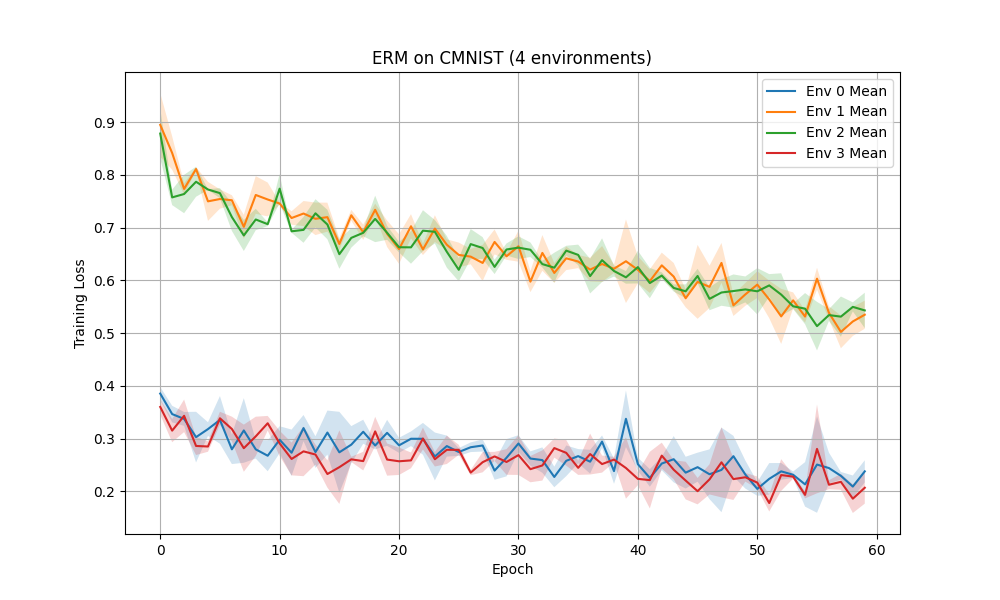 ERM on CMNIST (4 environments)
Env 0 Mean
Env 1 Mean
Env 2 Mean
Env 3 Mean
Training Loss
0.9
0.8
0.7
0.6
0.5
0.4
0.3
0.2
0 10 20 30 40 50 60
Epoch